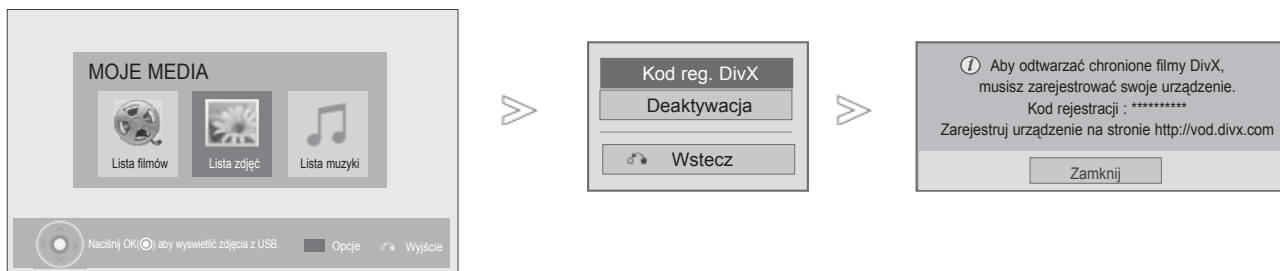 MOJE MEDIA
Lista filmów
Lista zdjęć
Lista muzyki
Naciśnij OK(◉) aby wyswietlić zdjęcia z USB.
Opcje
Wyjście
Kod reg. DivX
Deaktywacja
Wstecz
Aby odtwarzać chronione filmy DivX,
musisz zarejestrować swoje urządzenie.
Kod rejestracji : **********
Zarejestruj urządzenie na stronie http://vod.divx.com
Zamknij